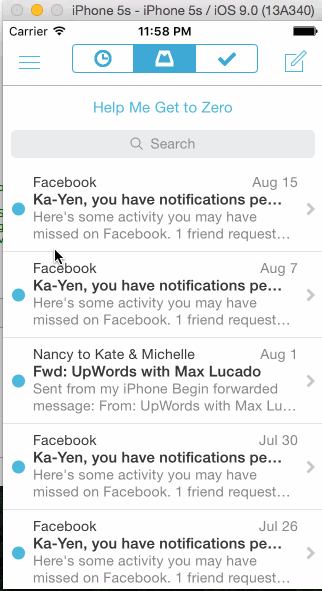 iPhone 5s - iPhone 5s / iOS 9.0 (13A340)
Carrier 11:58 PM
Help Me Get to Zero
Search
Facebook Aug 15
Ka-Yen, you have notifications pe...
Here's some activity you may have
missed on Facebook. 1 friend request...
Facebook Aug 7
Ka-Yen, you have notifications pe...
Here's some activity you may have
missed on Facebook. 1 friend request...
Nancy to Kate & Michelle Aug 1
Fwd: UpWords with Max Lucado
Sent from my iPhone Begin forwarded
message: From: UpWords with Max Lu...
Facebook Jul 30
Ka-Yen, you have notifications pe...
Here's some activity you may have
missed on Facebook. 1 friend request...
Facebook Jul 26
Ka-Yen, you have notifications pe...
Here's some activity you may have
missed on Facebook. 1 friend request...